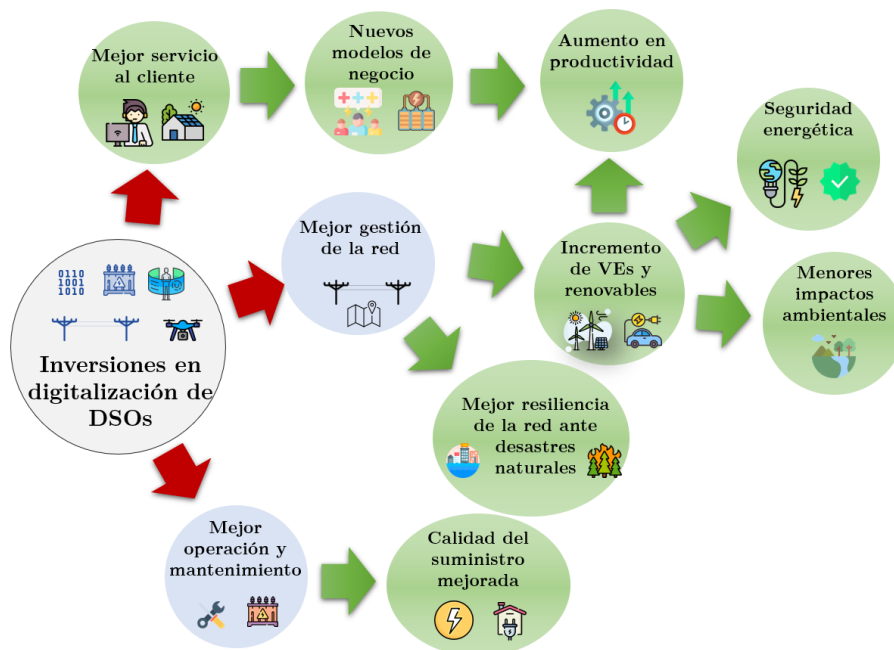 Mejor servicio
al cliente
Nuevos
modelos de
negocio
Aumento en
productividad
Seguridad
energética
Mejor gestión
de la red
Incremento
de VEs y
renovables
Menores
impactos
ambientales
0110
1001
1010
Inversiones en
digitalización de
DSOs
Mejor resiliencia
de la red ante
desastres
naturales
Mejor
operación y
mantenimiento
Calidad del
suministro
mejorada